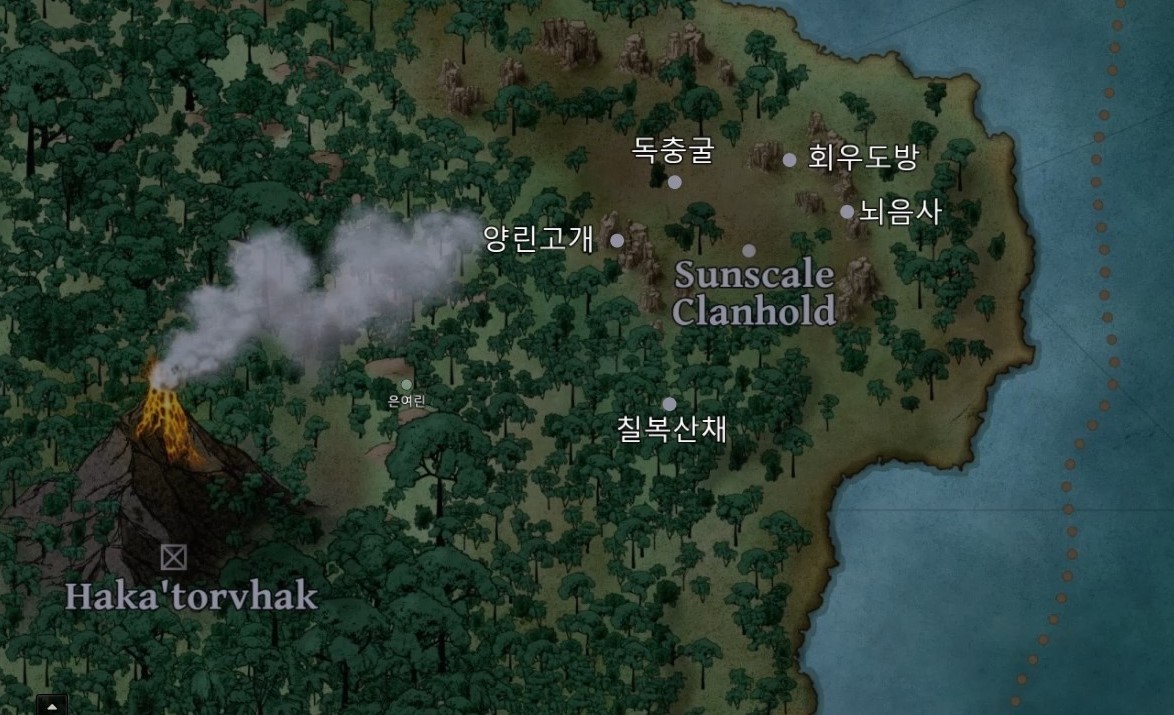 독충굴
회우도방
뇌음사
양린고개
Sunscale
Clanhold
은여린
칠복산채
Haka'torvhak